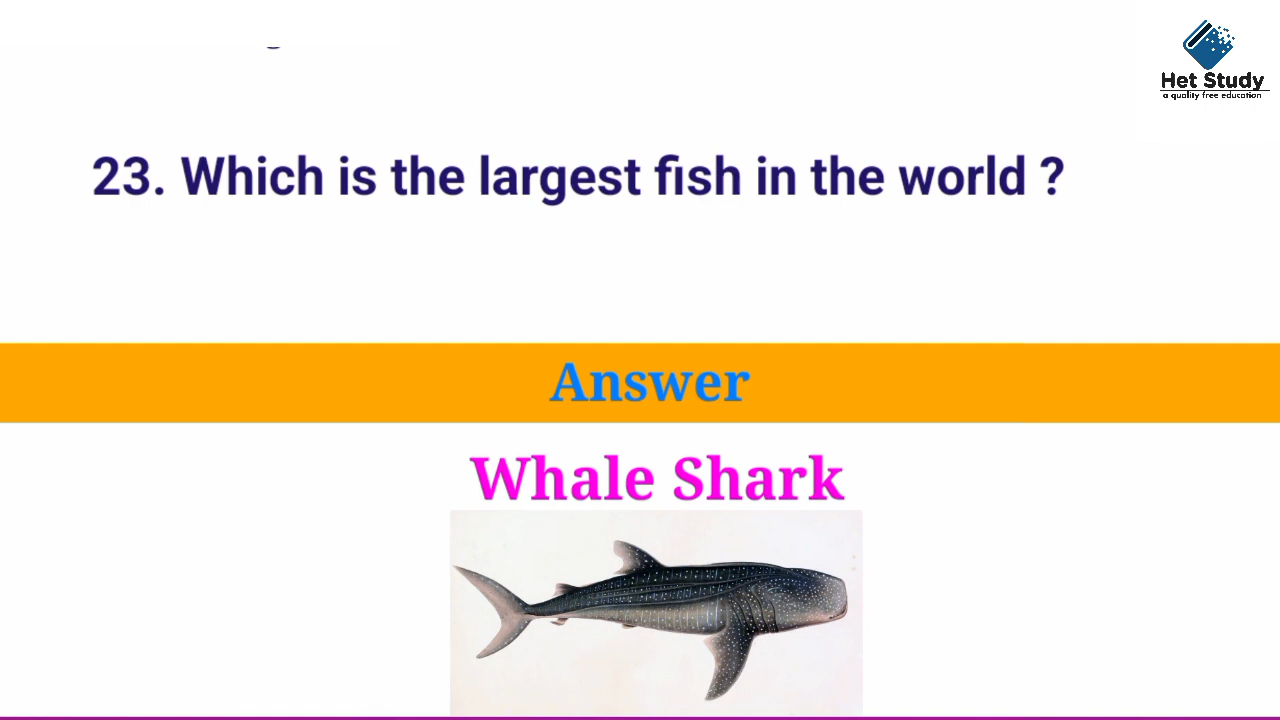 Het Study
a quality free education
23. Which is the largest fish in the world ?
Answer
Whale Shark